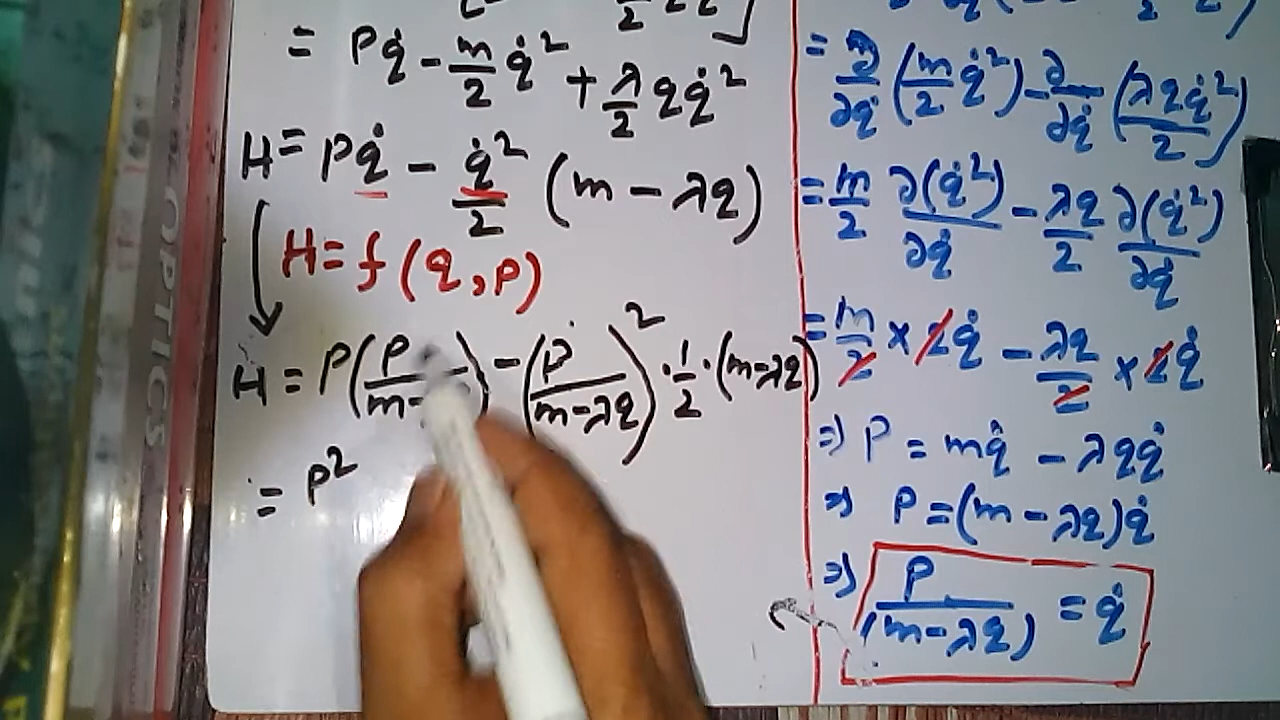 = pq̇ - m/2 q̇² + λ/2 qq̇²
H = pq̇ - q̇²/2 (m - λq)
H = f(q, p)
H = P(P/m-) - (P/m-λq)² · 1/2 · (m-λq)
= P²
= ∂/∂q̇ (m/2 q̇²) - ∂/∂q̇ (λqq̇²/2)
= m/2 ∂(q̇²)/∂q̇ - λq/2 ∂(q̇²)/∂q̇
= m/2 × 2q̇ - λq/2 × 2q̇
⇒ P = mq̇ - λqq̇
⇒ P = (m - λq)q̇
⇒ P/(m-λq) = q̇
OPTICS